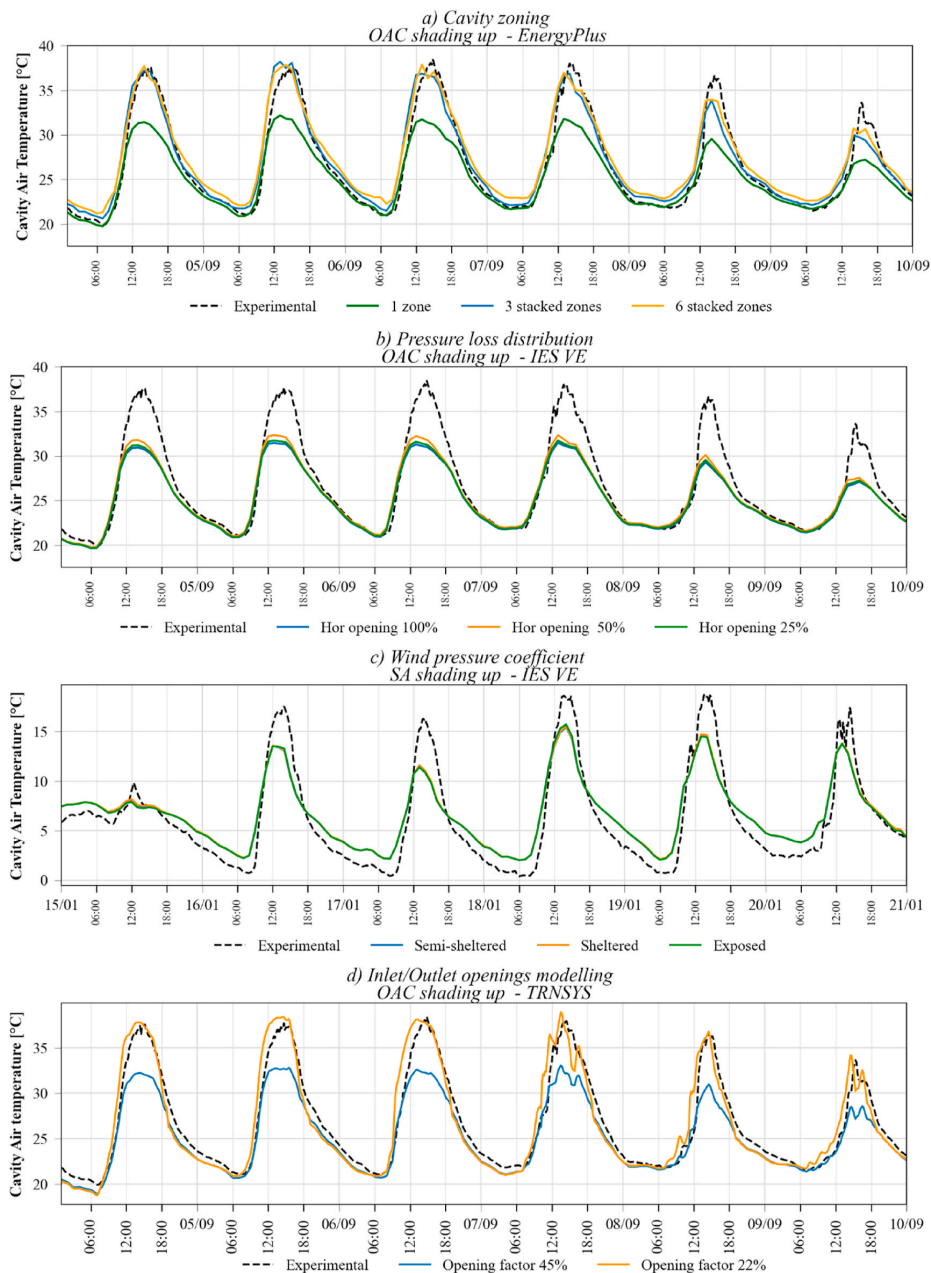 a) Cavity zoning
OAC shading up - EnergyPlus
Cavity Air Temperature [°C]
40
35
30
25
20
06:00 12:00 18:00 05/09 06:00 12:00 18:00 06/09 06:00 12:00 18:00 07/09 06:00 12:00 18:00 08/09 06:00 12:00 18:00 09/09 06:00 12:00 18:00 10/09
Experimental 1 zone 3 stacked zones 6 stacked zones
b) Pressure loss distribution
OAC shading up - IES VE
Cavity Air Temperature [°C]
40
35
30
25
20
06:00 12:00 18:00 05/09 06:00 12:00 18:00 06/09 06:00 12:00 18:00 07/09 06:00 12:00 18:00 08/09 06:00 12:00 18:00 09/09 06:00 12:00 18:00 10/09
Experimental Hor opening 100% Hor opening 50% Hor opening 25%
c) Wind pressure coefficient
SA shading up - IES VE
Cavity Air Temperature [°C]
15
10
5
0
15/01 06:00 12:00 18:00 16/01 06:00 12:00 18:00 17/01 06:00 12:00 18:00 18/01 06:00 12:00 18:00 19/01 06:00 12:00 18:00 20/01 06:00 12:00 18:00 21/01
Experimental Semi-sheltered Sheltered Exposed
d) Inlet/Outlet openings modelling
OAC shading up - TRNSYS
Cavity Air temperature [°C]
35
30
25
20
06:00 12:00 18:00 05/09 06:00 12:00 18:00 06/09 06:00 12:00 18:00 07/09 06:00 12:00 18:00 08/09 06:00 12:00 18:00 09/09 06:00 12:00 18:00 10/09
Experimental Opening factor 45% Opening factor 22%